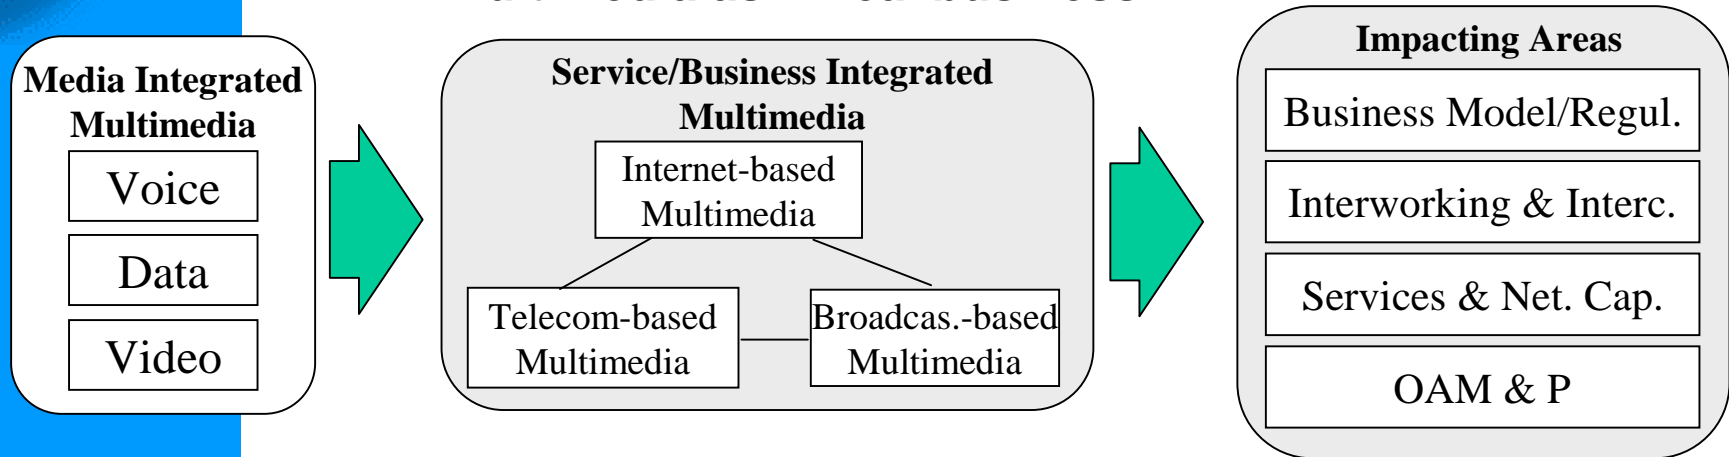 Media Integrated
Multimedia
Voice
Data
Video
Service/Business Integrated
Multimedia
Internet-based
Multimedia
Telecom-based
Multimedia
Broadcas.-based
Multimedia
Impacting Areas
Business Model/Regul.
Interworking & Interc.
Services & Net. Cap.
OAM & P